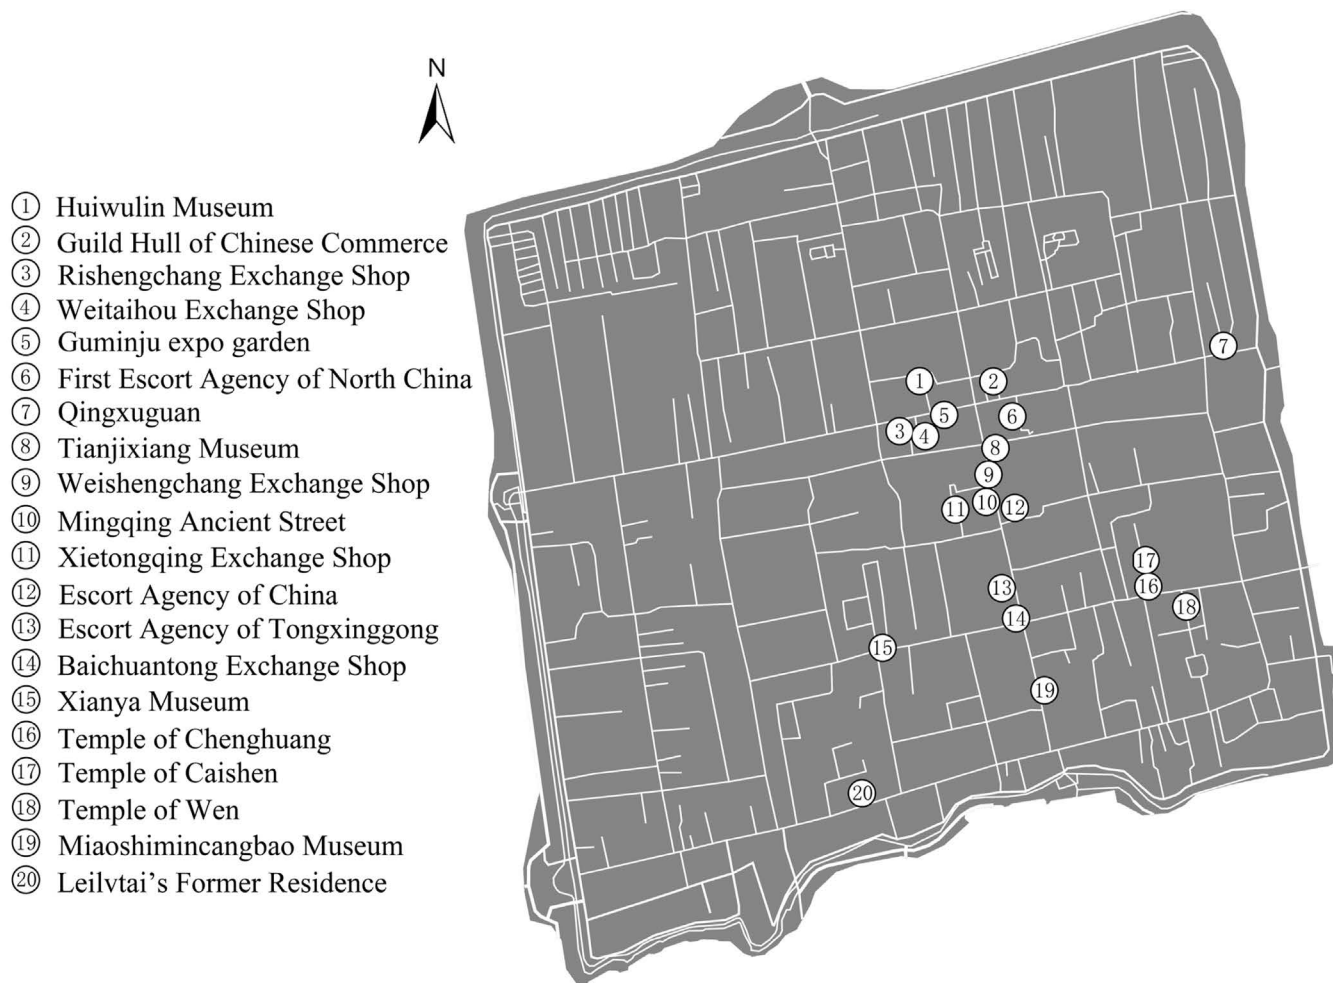 N
① Huiwulin Museum
② Guild Hull of Chinese Commerce
③ Rishengchang Exchange Shop
④ Weitaihou Exchange Shop
⑤ Guminju expo garden
⑥ First Escort Agency of North China
⑦ Qingxuguan
⑧ Tianjixiang Museum
⑨ Weishengchang Exchange Shop
⑩ Mingqing Ancient Street
⑪ Xietongqing Exchange Shop
⑫ Escort Agency of China
⑬ Escort Agency of Tongxinggong
⑭ Baichuantong Exchange Shop
⑮ Xianya Museum
⑯ Temple of Chenghuang
⑰ Temple of Caishen
⑱ Temple of Wen
⑲ Miaoshimincangbao Museum
⑳ Leilvtai's Former Residence
⑦
① ②
⑤ ⑥
③ ④
⑧
⑨
⑪ ⑩ ⑫
⑰
⑬ ⑯
⑭ ⑱
⑮
⑲
⑳